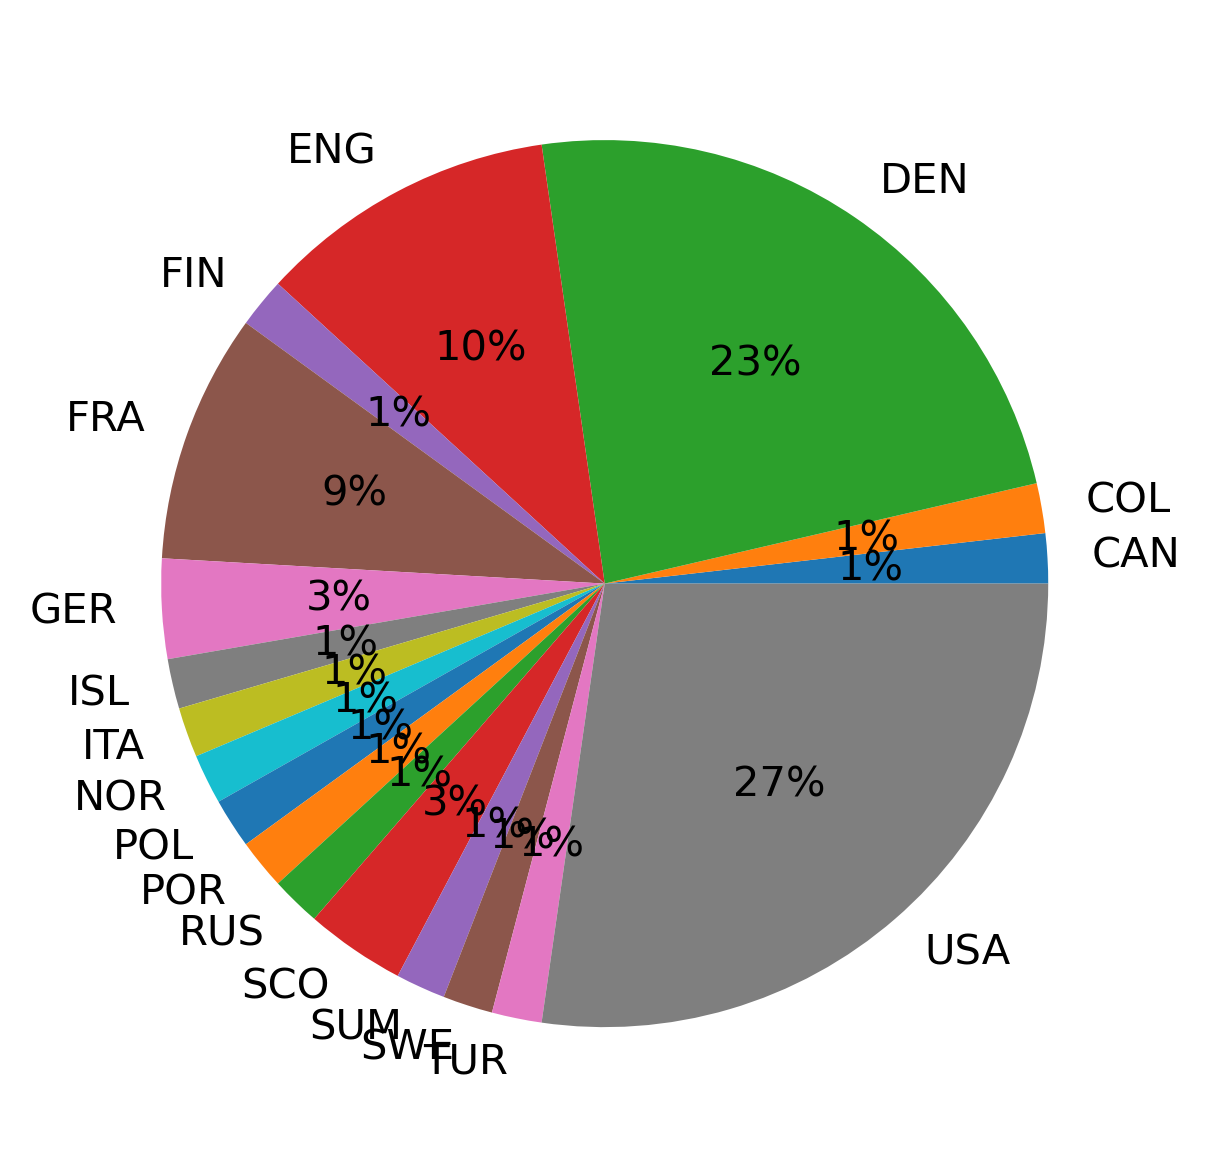 ENG
DEN
FIN
10%
23%
1%
FRA
9%
COL
1%
CAN
1%
GER
3%
1%
ISL
1%
1%
ITA
1%
NOR
1%
1%
27%
POL
3%
1%
1%
1%
POR
RUS
USA
SCO
SUM
SWE
TUR